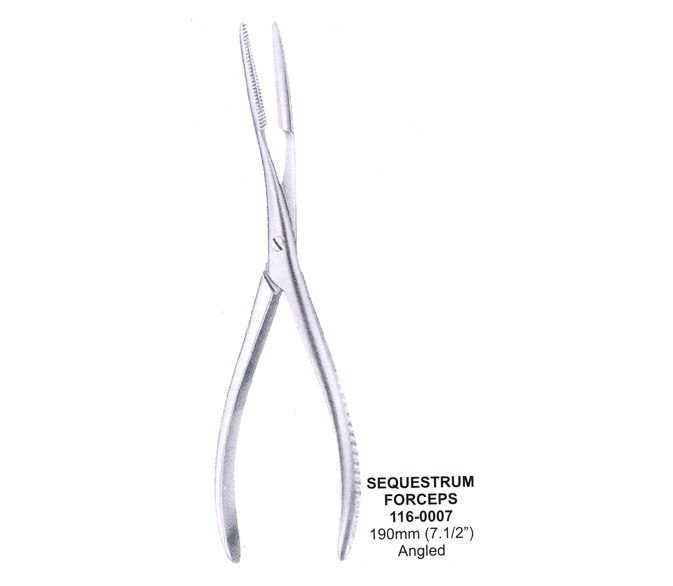 SEQUESTRUM
FORCEPS
116-0007
190mm (7.1/2”)
Angled